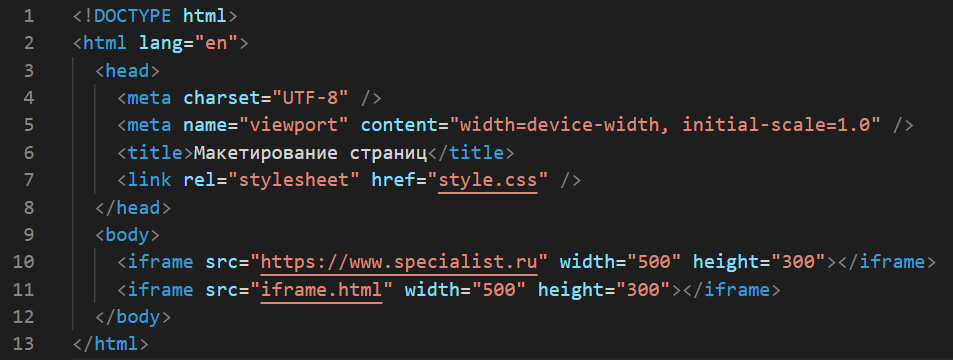 1 <!DOCTYPE html>
2 <html lang="en">
3 <head>
4 <meta charset="UTF-8" />
5 <meta name="viewport" content="width=device-width, initial-scale=1.0" />
6 <title>Макетирование страниц</title>
7 <link rel="stylesheet" href="style.css" />
8 </head>
9 <body>
10 <iframe src="https://www.specialist.ru" width="500" height="300"></iframe>
11 <iframe src="iframe.html" width="500" height="300"></iframe>
12 </body>
13 </html>